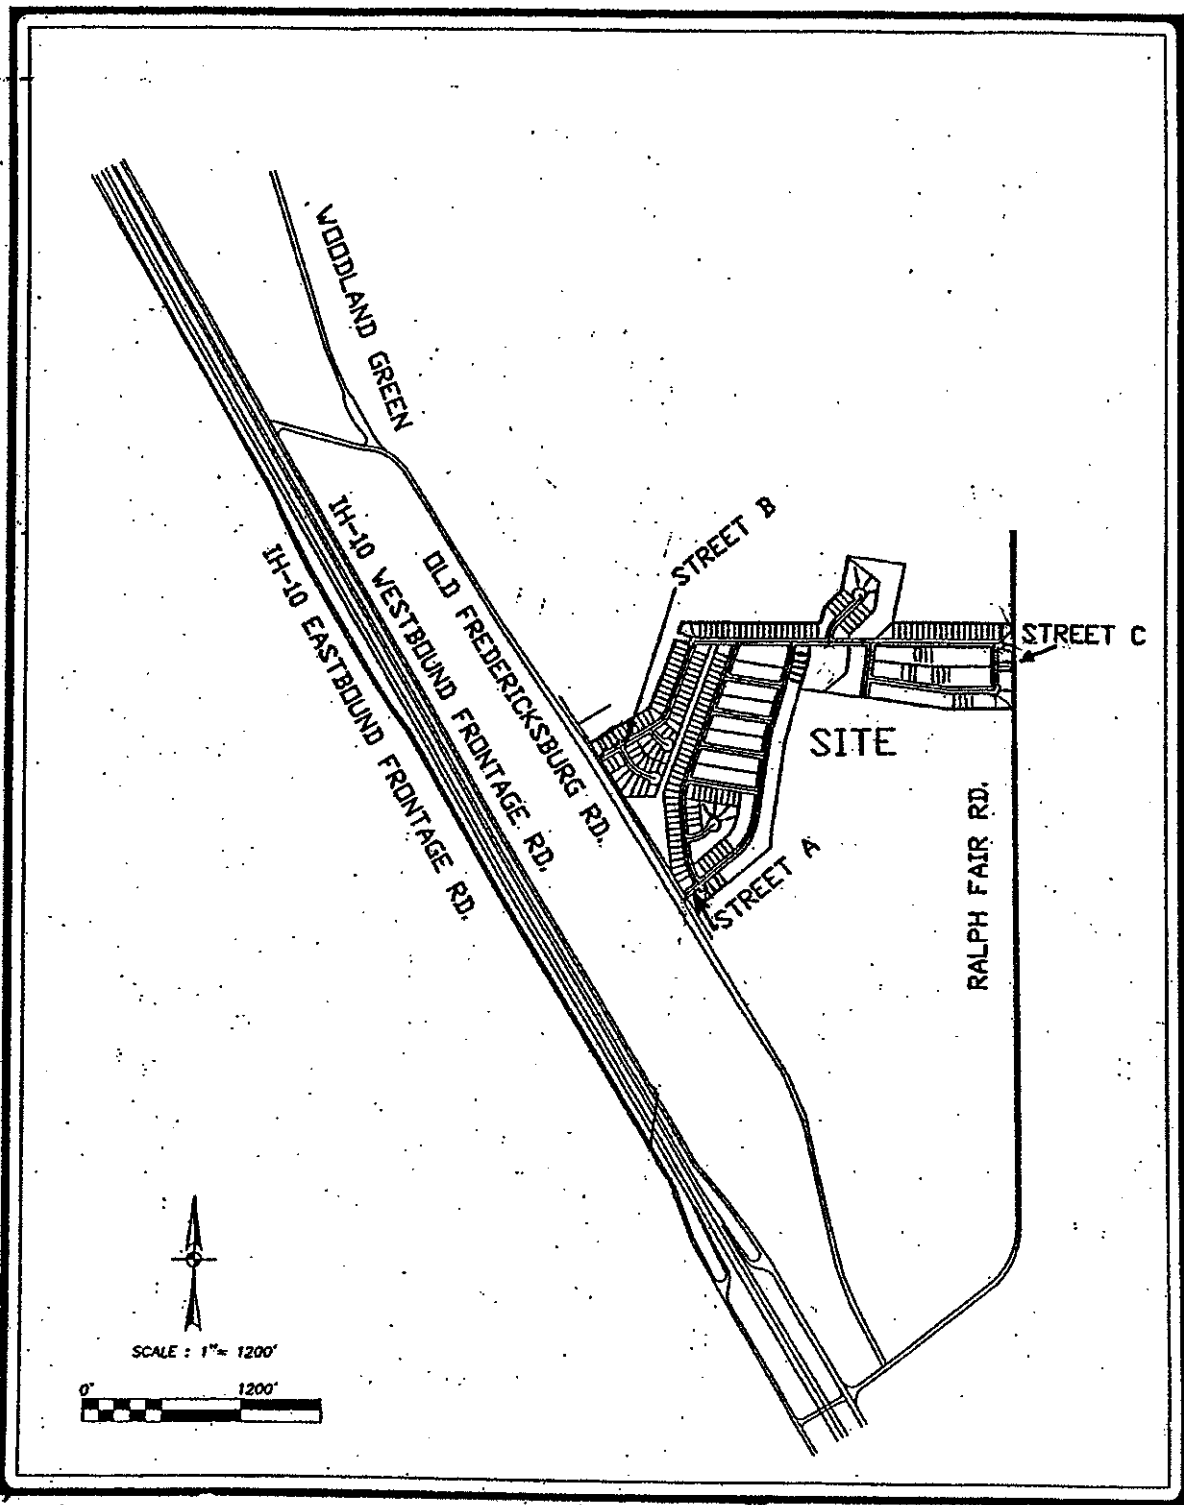 WOODLAND GREEN
STREET B
IH-10 WESTBOUND FRONTAGE RD.
OLD FREDERICKSBURG RD.
IH-10 EASTBOUND FRONTAGE RD.
STREET C
SITE
RALPH FAIR RD.
STREET A
SCALE : 1"= 1200'
0' 1200'